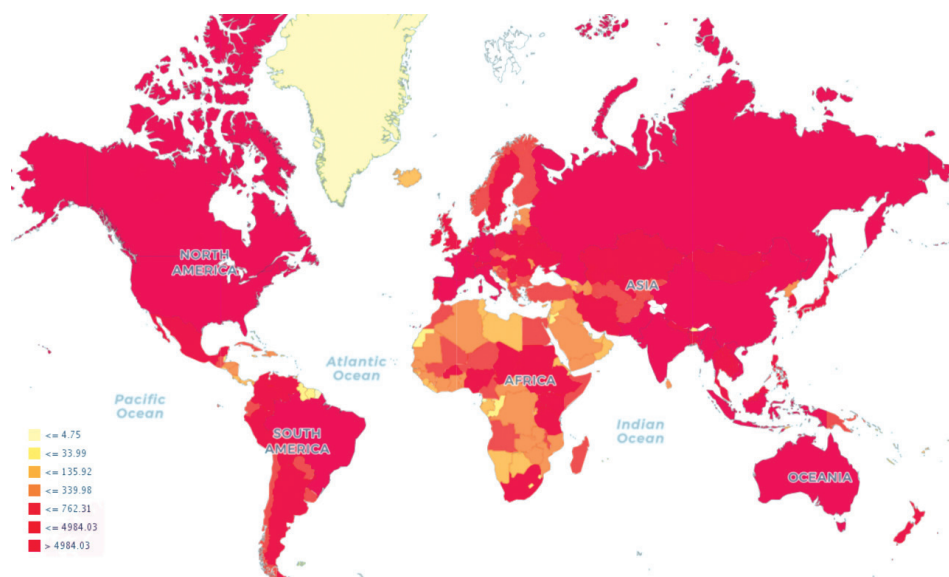 NORTH
AMERICA
ASIA
Atlantic
Ocean
AFRICA
Pacific
Ocean
Indian
Ocean
SOUTH
AMERICA
OCEANIA
<= 4.75
<= 33.99
<= 135.92
<= 339.98
<= 762.31
<= 4984.03
> 4984.03